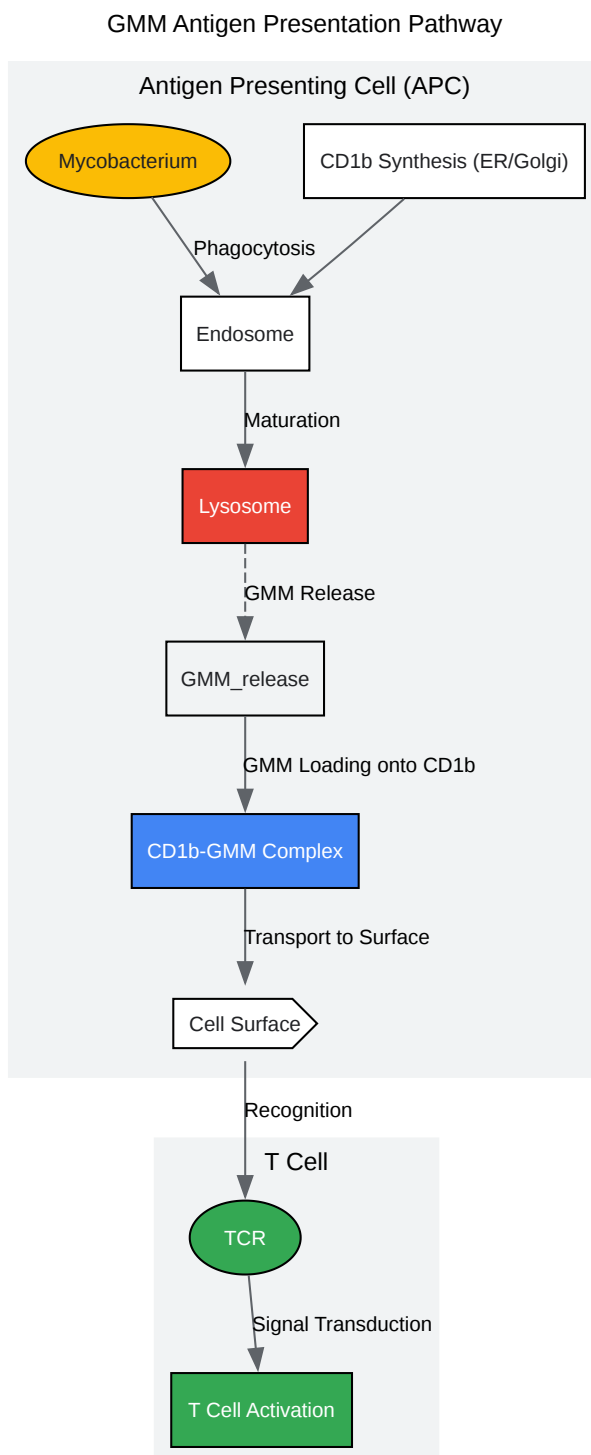 GMM Antigen Presentation Pathway
Antigen Presenting Cell (APC)
Mycobacterium
CD1b Synthesis (ER/Golgi)
Phagocytosis
Endosome
Maturation
Lysosome
GMM Release
GMM_release
GMM Loading onto CD1b
CD1b-GMM Complex
Transport to Surface
Cell Surface
Recognition
T Cell
TCR
Signal Transduction
T Cell Activation